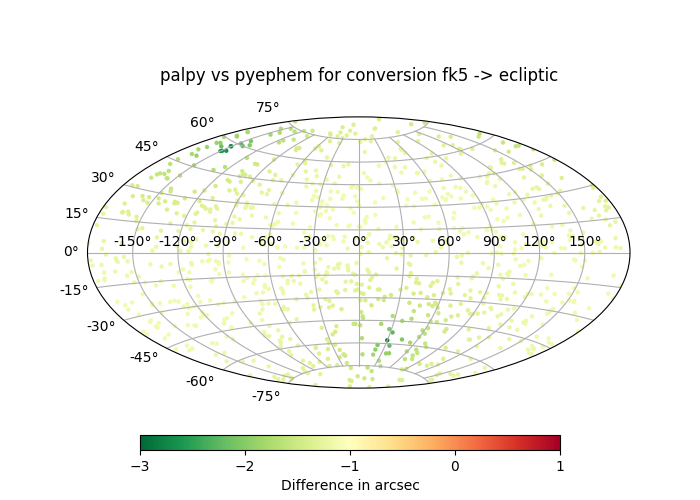 palpy vs pyephem for conversion fk5 -> ecliptic
75°
60°
45°
30°
15°
-150° -120° -90° -60° -30° 0° 30° 60° 90° 120° 150°
0°
-15°
-30°
-45°
-60°
-75°
−3 −2 −1 0 1
Difference in arcsec